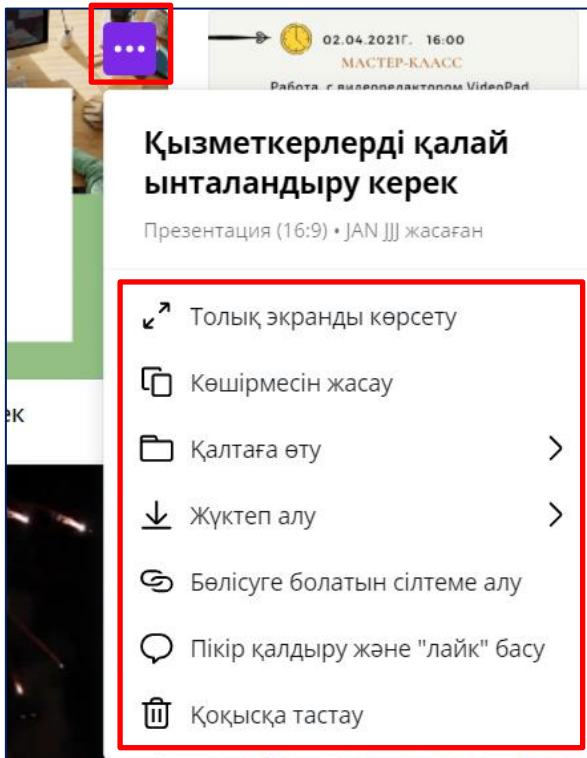 02.04.2021Г. 16:00
МАСТЕР-КЛАСС
Работа с видеоредактором VideoPad
Қызметкерлерді қалай
ынталандыру керек
Презентация (16:9) • JAN JJJ жасаған
Толық экранды көрсету
Көшірмесін жасау
Қалтаға өту
ек
Жүктеп алу
Бөлісуге болатын сілтеме алу
Пікір қалдыру және "лайк" басу
Қоқысқа тастау